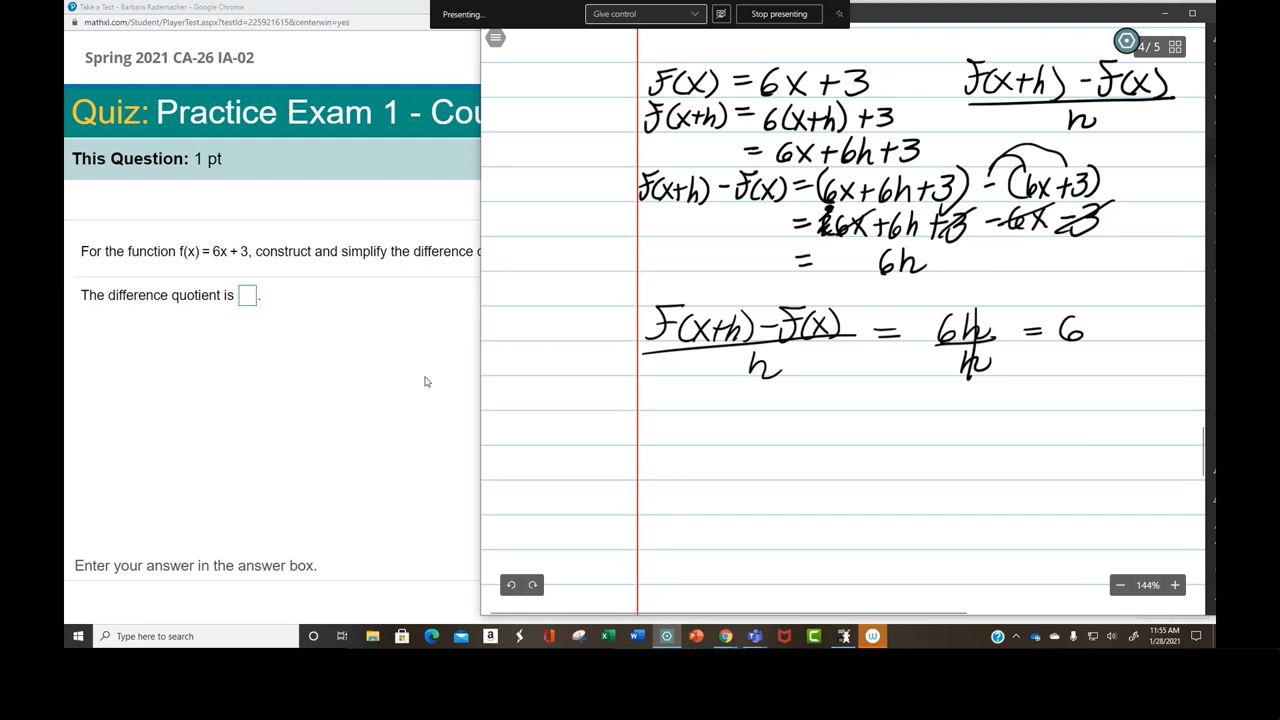 Take a Test - Barbara Rademacher - Google Chrome
mathxl.com/Student/PlayerTest.aspx?testId=225921615&centerwin=yes
Presenting...
Give control
Stop presenting
Spring 2021 CA-26 IA-02
Quiz: Practice Exam 1 - Cou
This Question: 1 pt
For the function f(x) = 6x + 3, construct and simplify the difference
The difference quotient is .
Enter your answer in the answer box.
4/5
f(x) = 6x + 3
f(x+h) - f(x)
h
f(x+h) = 6(x+h) + 3
= 6x + 6h + 3
f(x+h) - f(x) = (6x + 6h + 3) - (6x + 3)
= 6x + 6h + 3 - 6x - 3
= 6h
f(x+h) - f(x) = 6h = 6
h h
144%
Type here to search
11:55 AM
1/28/2021